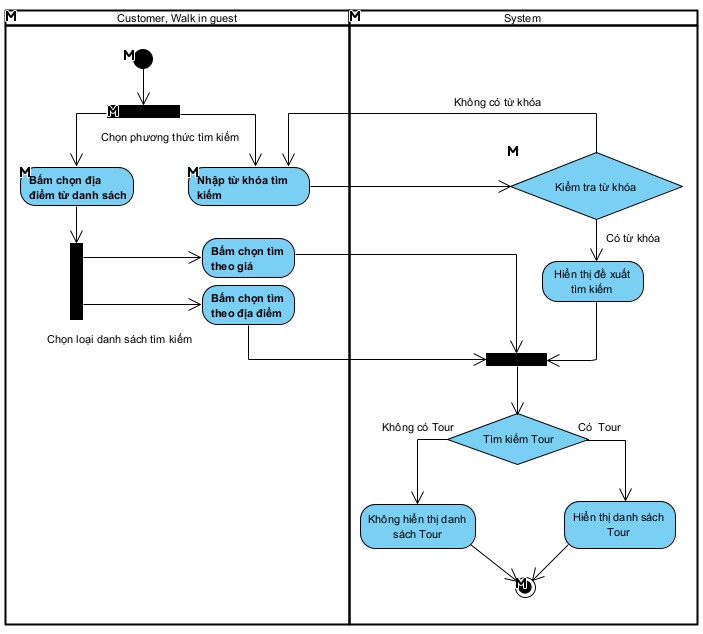 Customer, Walk in guest
System
Không có từ khóa
Chọn phương thức tìm kiếm
Bấm chọn địa
điểm từ danh sách
Nhập từ khóa tìm
kiếm
Kiểm tra từ khóa
Có từ khóa
Bấm chọn tìm
theo giá
Hiển thị đề xuất
tìm kiếm
Bấm chọn tìm
theo địa điểm
Chọn loại danh sách tìm kiếm
Không có Tour
Tìm kiếm Tour
Có Tour
Không hiển thị danh
sách Tour
Hiển thị danh sách
Tour
M
M
M
M
M
M
M
M